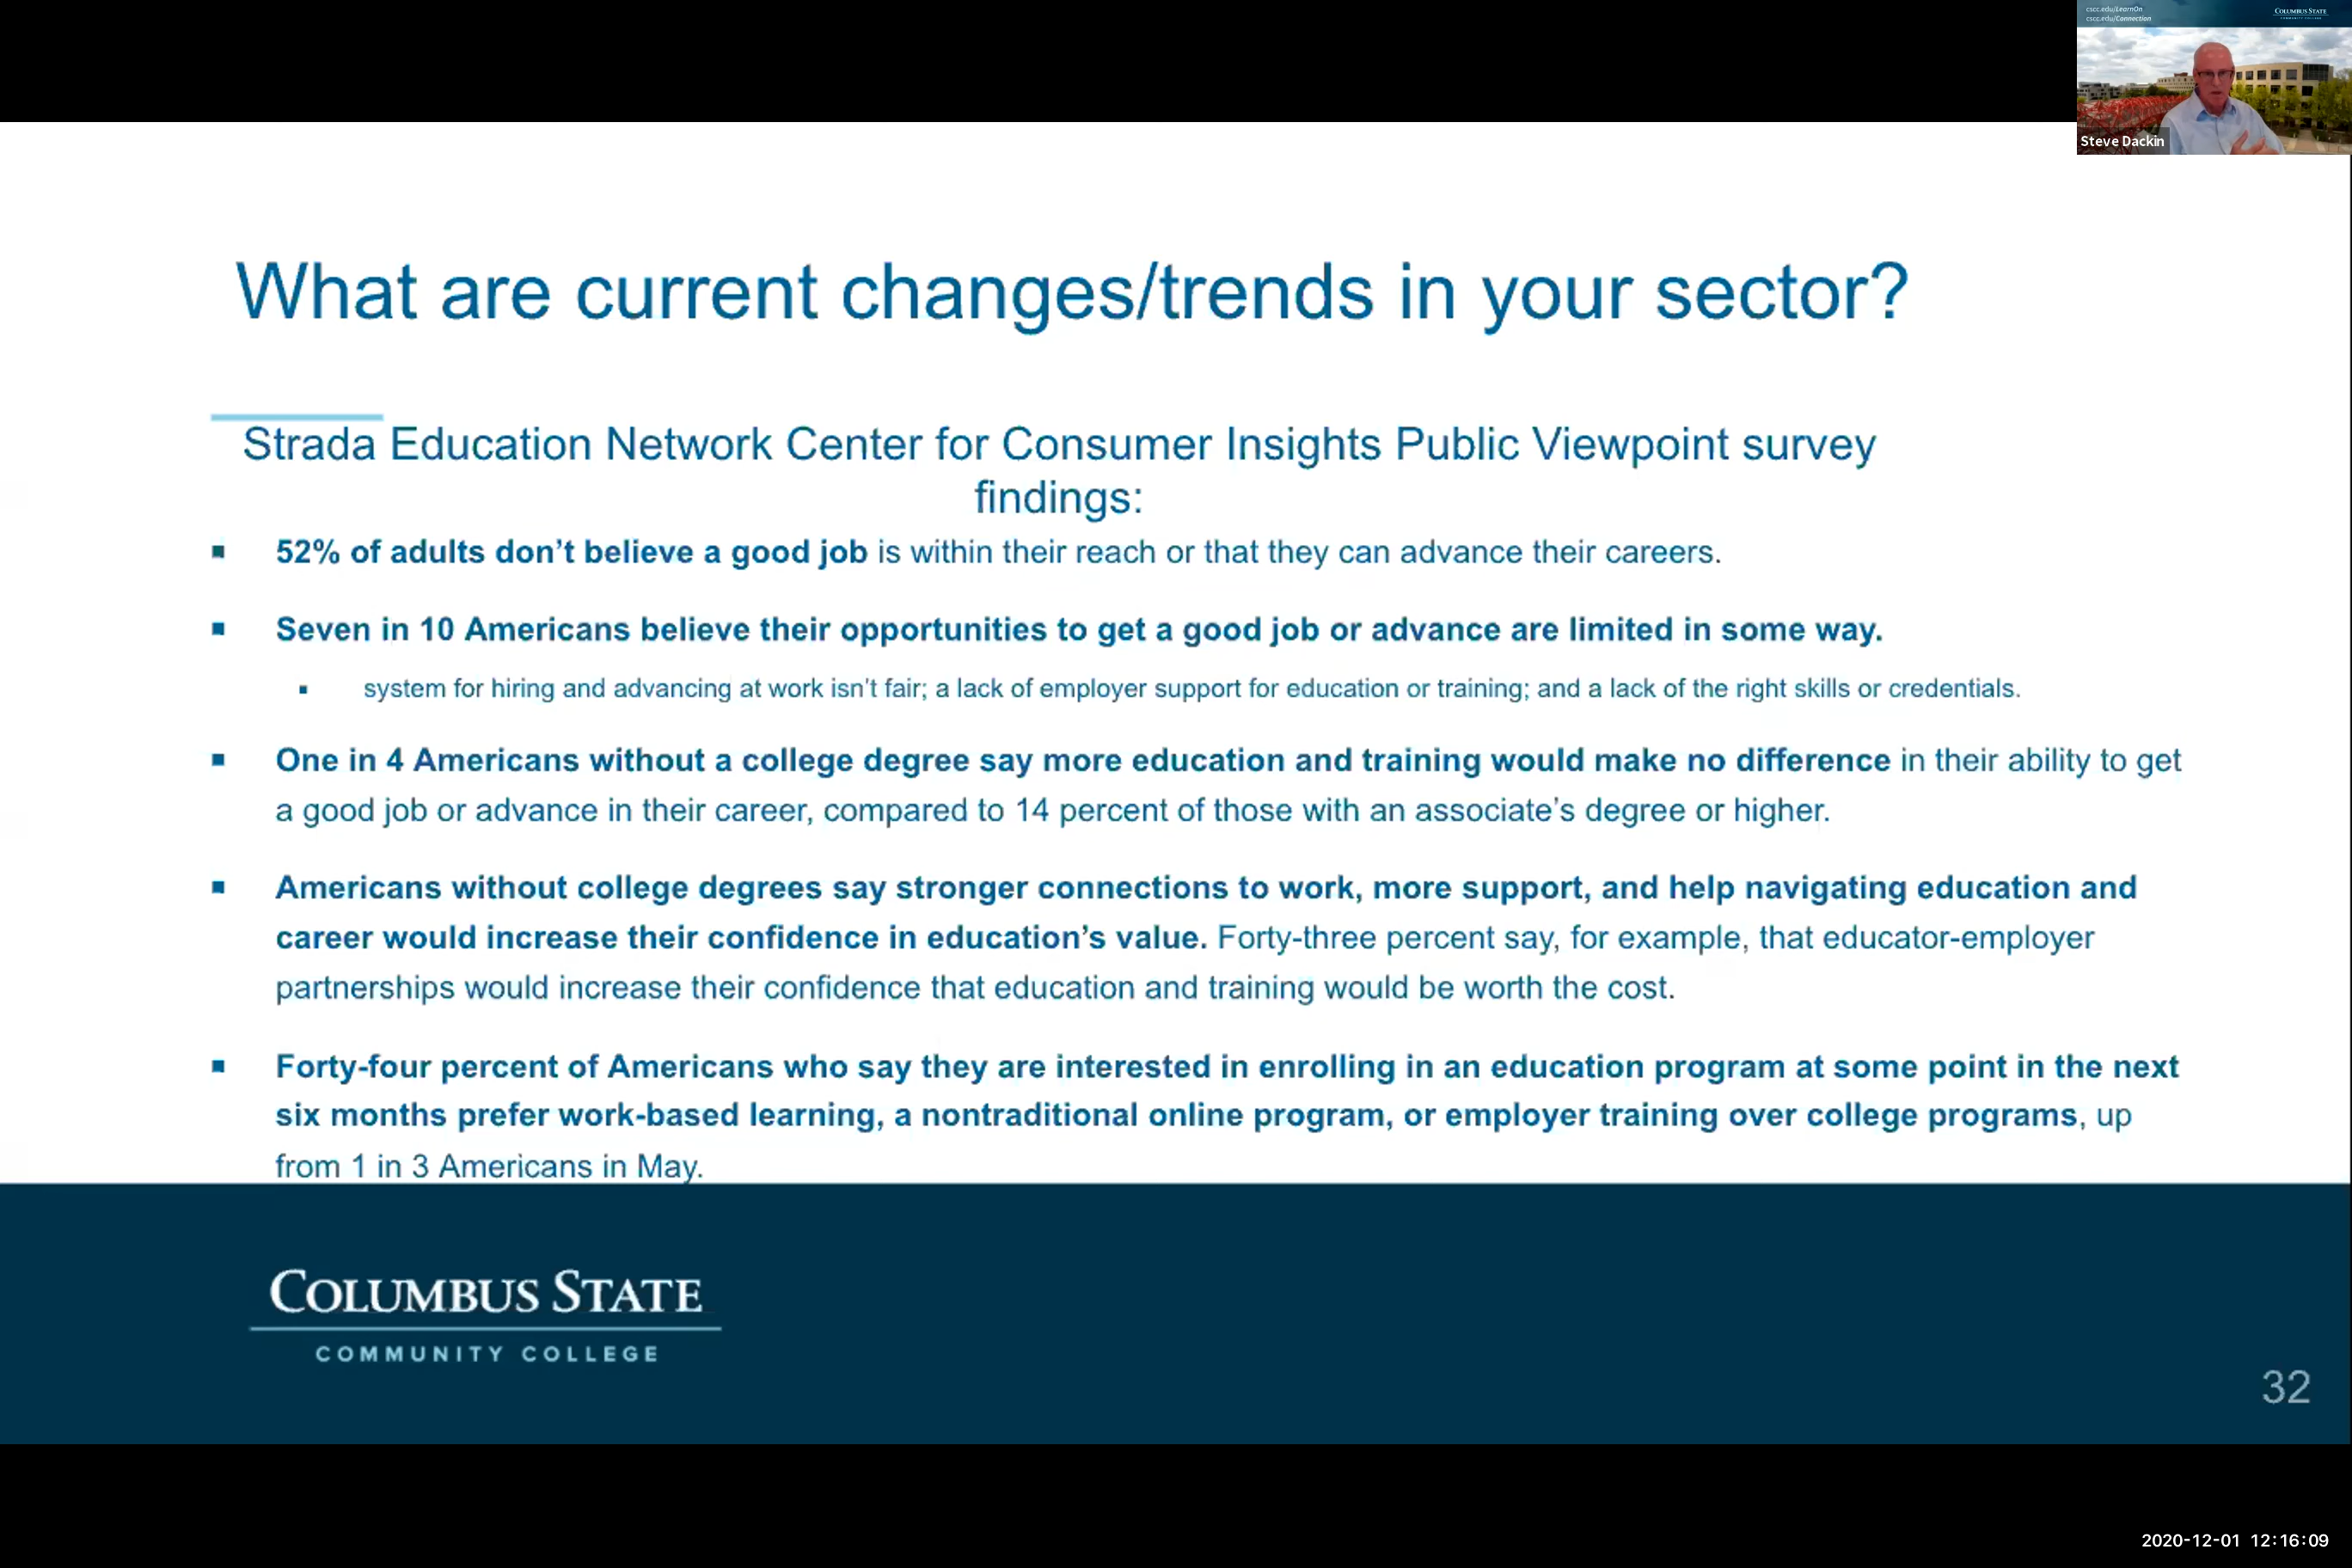 cscc.edu/LearnOn
cscc.edu/Connection
COLUMBUS STATE
COMMUNITY COLLEGE
Steve Dackin
What are current changes/trends in your sector?
Strada Education Network Center for Consumer Insights Public Viewpoint survey
findings:
▪ 52% of adults don’t believe a good job is within their reach or that they can advance their careers.
▪ Seven in 10 Americans believe their opportunities to get a good job or advance are limited in some way.
▪ system for hiring and advancing at work isn’t fair; a lack of employer support for education or training; and a lack of the right skills or credentials.
▪ One in 4 Americans without a college degree say more education and training would make no difference in their ability to get
a good job or advance in their career, compared to 14 percent of those with an associate’s degree or higher.
▪ Americans without college degrees say stronger connections to work, more support, and help navigating education and
career would increase their confidence in education’s value. Forty-three percent say, for example, that educator-employer
partnerships would increase their confidence that education and training would be worth the cost.
▪ Forty-four percent of Americans who say they are interested in enrolling in an education program at some point in the next
six months prefer work-based learning, a nontraditional online program, or employer training over college programs, up
from 1 in 3 Americans in May.
COLUMBUS STATE
COMMUNITY COLLEGE
32
2020-12-01 12:16:09